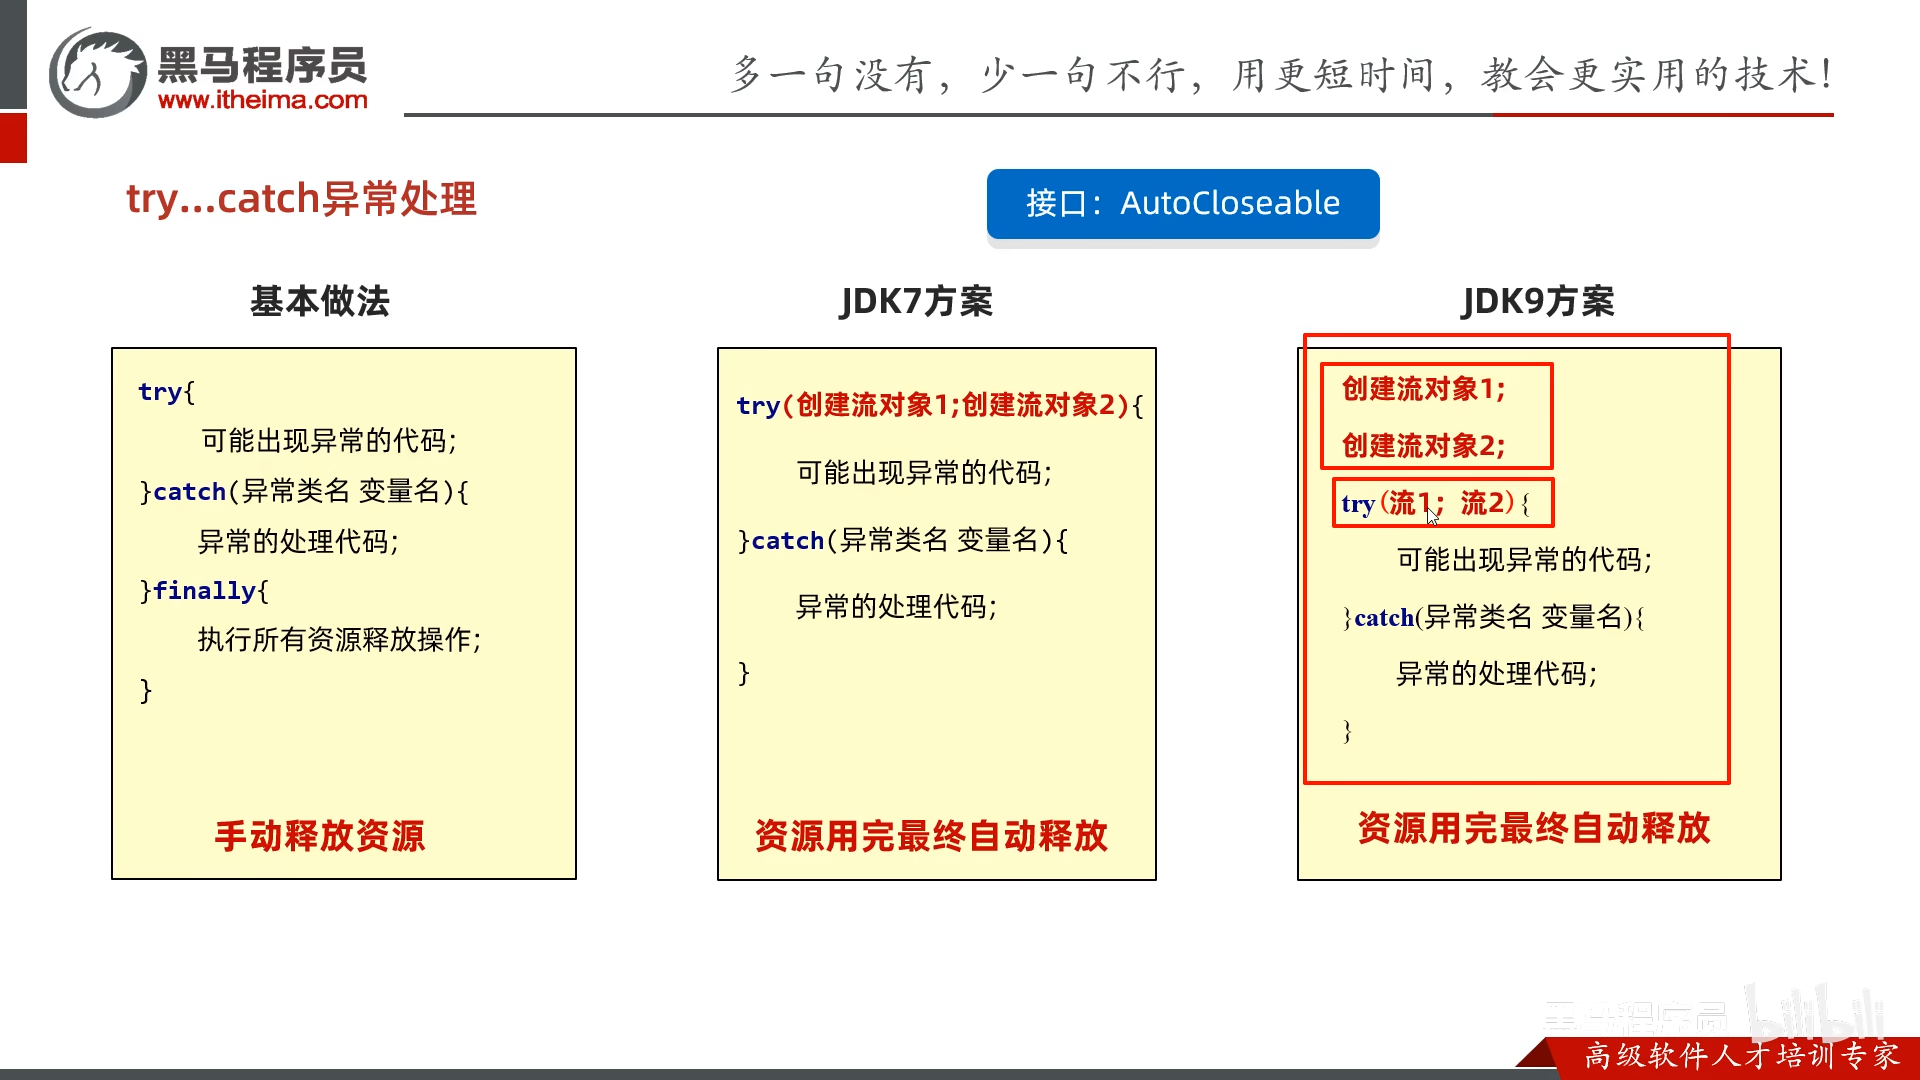 黑马程序员
www.itheima.com
多一句没有，少一句不行，用更短时间，教会更实用的技术！
try...catch异常处理
接口：AutoCloseable
基本做法
try{
可能出现异常的代码;
}catch(异常类名 变量名){
异常的处理代码;
}finally{
执行所有资源释放操作;
}
手动释放资源
JDK7方案
try(创建流对象1;创建流对象2){
可能出现异常的代码;
}catch(异常类名 变量名){
异常的处理代码;
}
资源用完最终自动释放
JDK9方案
创建流对象1;
创建流对象2;
try(流1；流2){
可能出现异常的代码;
}catch(异常类名 变量名){
异常的处理代码;
}
资源用完最终自动释放
黑马程序员 bilibili
高级软件人才培训专家